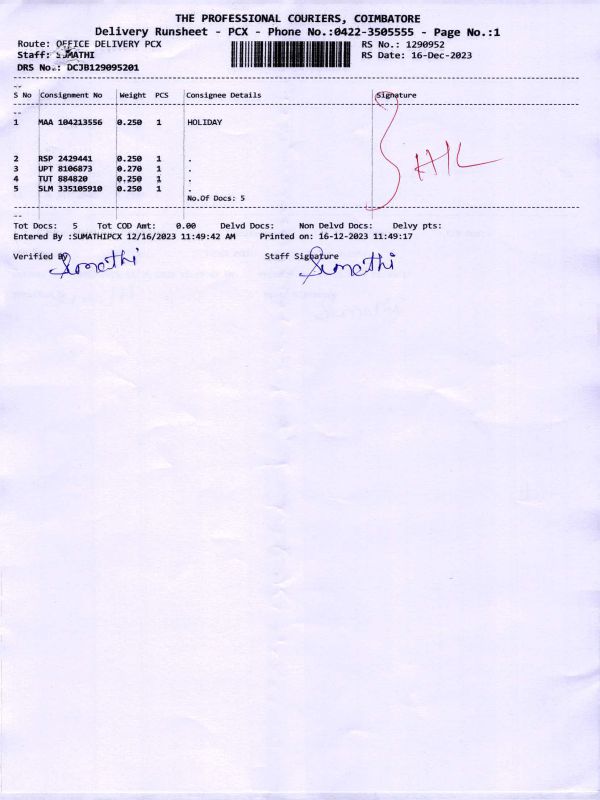 THE PROFESSIONAL COURIERS, COIMBATORE
Delivery Runsheet - PCX - Phone No.:0422-3505555 - Page No.:1
Route: OFFICE DELIVERY PCX RS No.: 1290952
Staff: SUMATHI RS Date: 16-Dec-2023
DRS No.: DCJB129095201
S No Consignment No Weight PCS Consignee Details Signature
1 MAA 104213556 0.250 1 HOLIDAY
2 RSP 2429441 0.250 1 .
3 UPT 8106873 0.270 1 .
4 TUT 884820 0.250 1 .
5 SLM 335105910 0.250 1 .
No.Of Docs: 5
Tot Docs: 5 Tot COD Amt: 0.00 Delvd Docs: Non Delvd Docs: Delvy pts:
Entered By :SUMATHIPCX 12/16/2023 11:49:42 AM Printed on: 16-12-2023 11:49:17
Verified By Staff Signature
Sumathi Sumathi